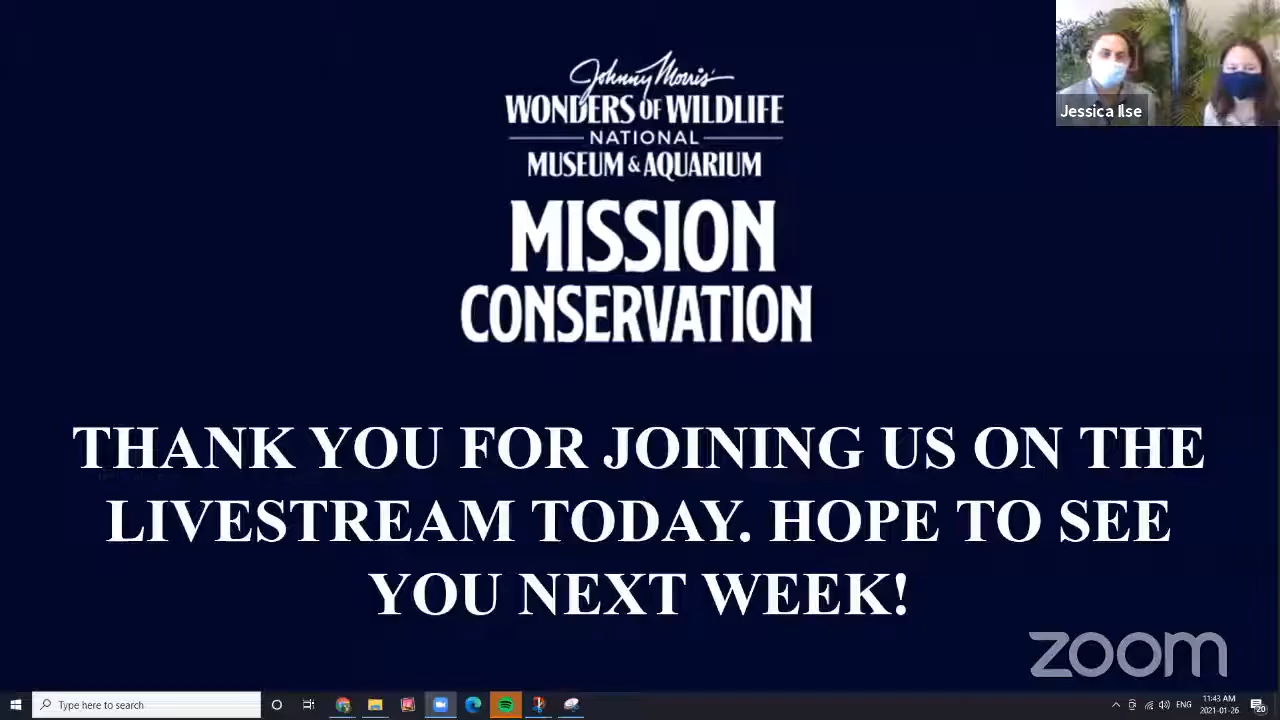 Johnny Morris'
WONDERS OF WILDLIFE
NATIONAL
MUSEUM & AQUARIUM
MISSION
CONSERVATION
Jessica Ilse
THANK YOU FOR JOINING US ON THE
LIVESTREAM TODAY. HOPE TO SEE
YOU NEXT WEEK!
zoom
Type here to search
ENG
11:43 AM
2021-01-26
20